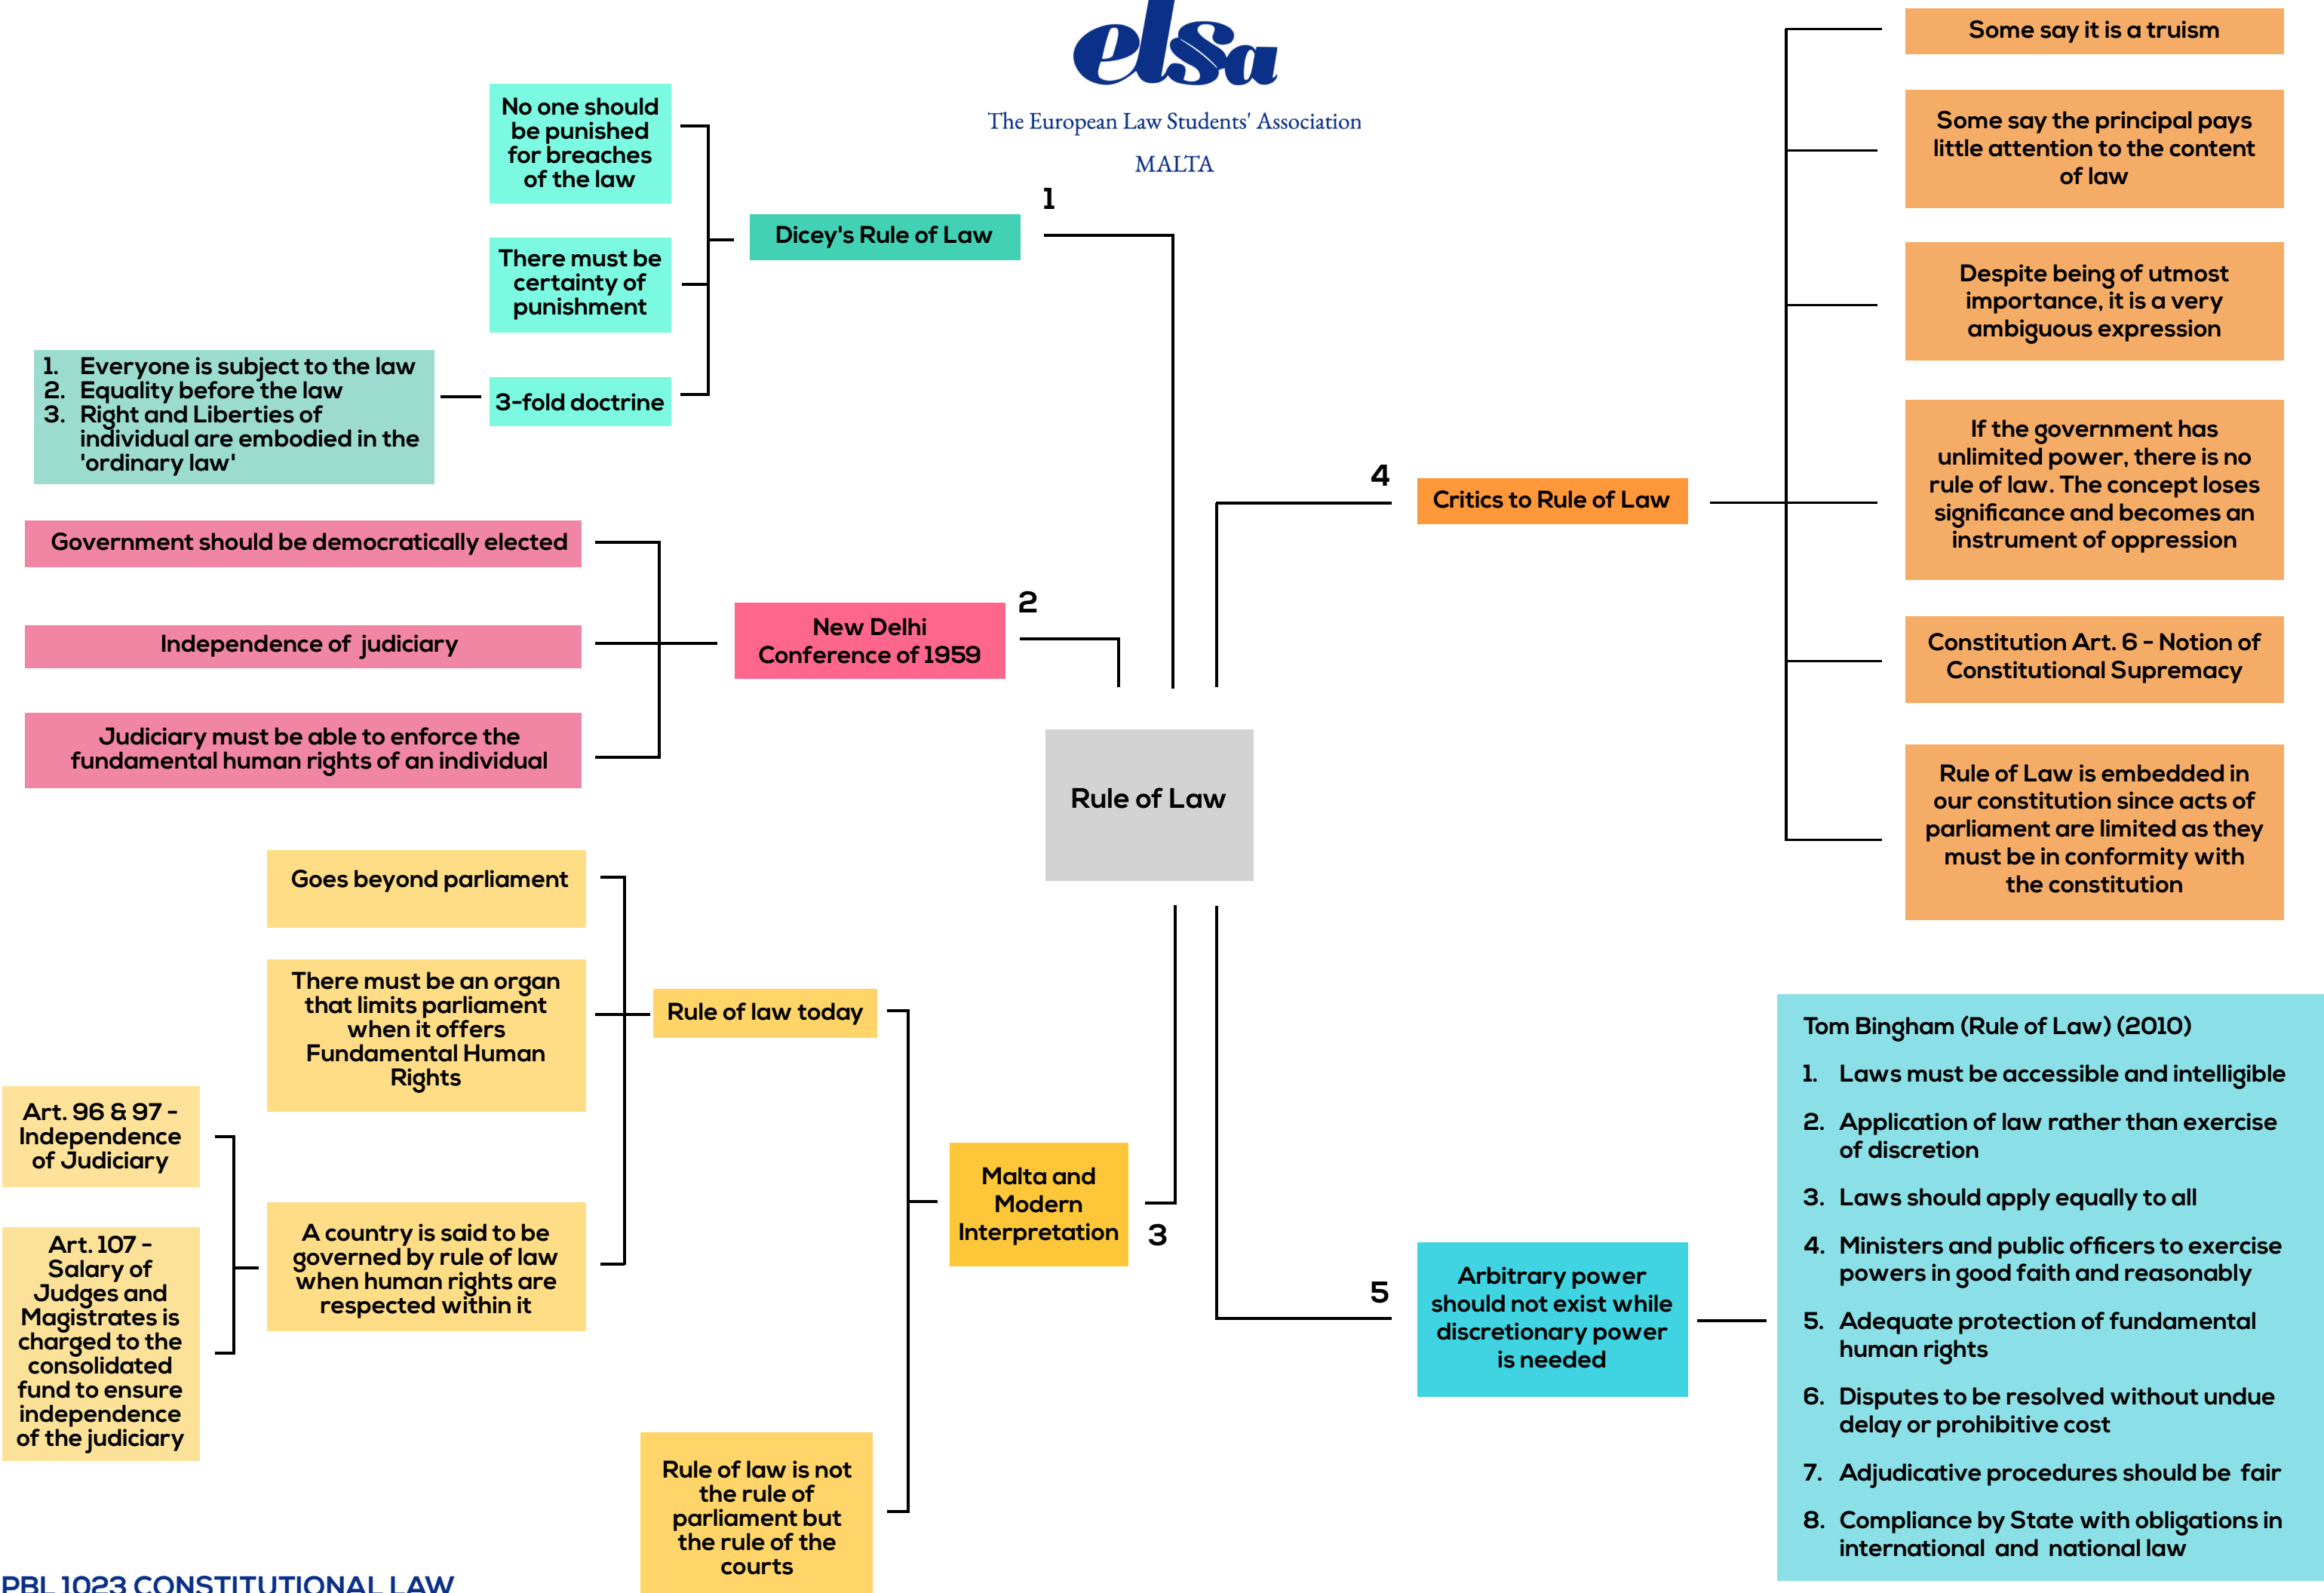 elsa
The European Law Students' Association
MALTA
1
Dicey's Rule of Law
No one should
be punished
for breaches
of the law
There must be
certainty of
punishment
3-fold doctrine
1. Everyone is subject to the law
2. Equality before the law
3. Right and Liberties of
individual are embodied in the
'ordinary law'
2
New Delhi
Conference of 1959
Government should be democratically elected
Independence of judiciary
Judiciary must be able to enforce the
fundamental human rights of an individual
Rule of Law
3
Malta and
Modern
Interpretation
Rule of law today
Goes beyond parliament
There must be an organ
that limits parliament
when it offers
Fundamental Human
Rights
A country is said to be
governed by rule of law
when human rights are
respected within it
Art. 96 & 97 -
Independence
of Judiciary
Art. 107 -
Salary of
Judges and
Magistrates is
charged to the
consolidated
fund to ensure
independence
of the judiciary
Rule of law is not
the rule of
parliament but
the rule of the
courts
4
Critics to Rule of Law
Some say it is a truism
Some say the principal pays
little attention to the content
of law
Despite being of utmost
importance, it is a very
ambiguous expression
If the government has
unlimited power, there is no
rule of law. The concept loses
significance and becomes an
instrument of oppression
Constitution Art. 6 - Notion of
Constitutional Supremacy
Rule of Law is embedded in
our constitution since acts of
parliament are limited as they
must be in conformity with
the constitution
5
Arbitrary power
should not exist while
discretionary power
is needed
Tom Bingham (Rule of Law) (2010)
1. Laws must be accessible and intelligible
2. Application of law rather than exercise
of discretion
3. Laws should apply equally to all
4. Ministers and public officers to exercise
powers in good faith and reasonably
5. Adequate protection of fundamental
human rights
6. Disputes to be resolved without undue
delay or prohibitive cost
7. Adjudicative procedures should be fair
8. Compliance by State with obligations in
international and national law
PBL 1023 CONSTITUTIONAL LAW